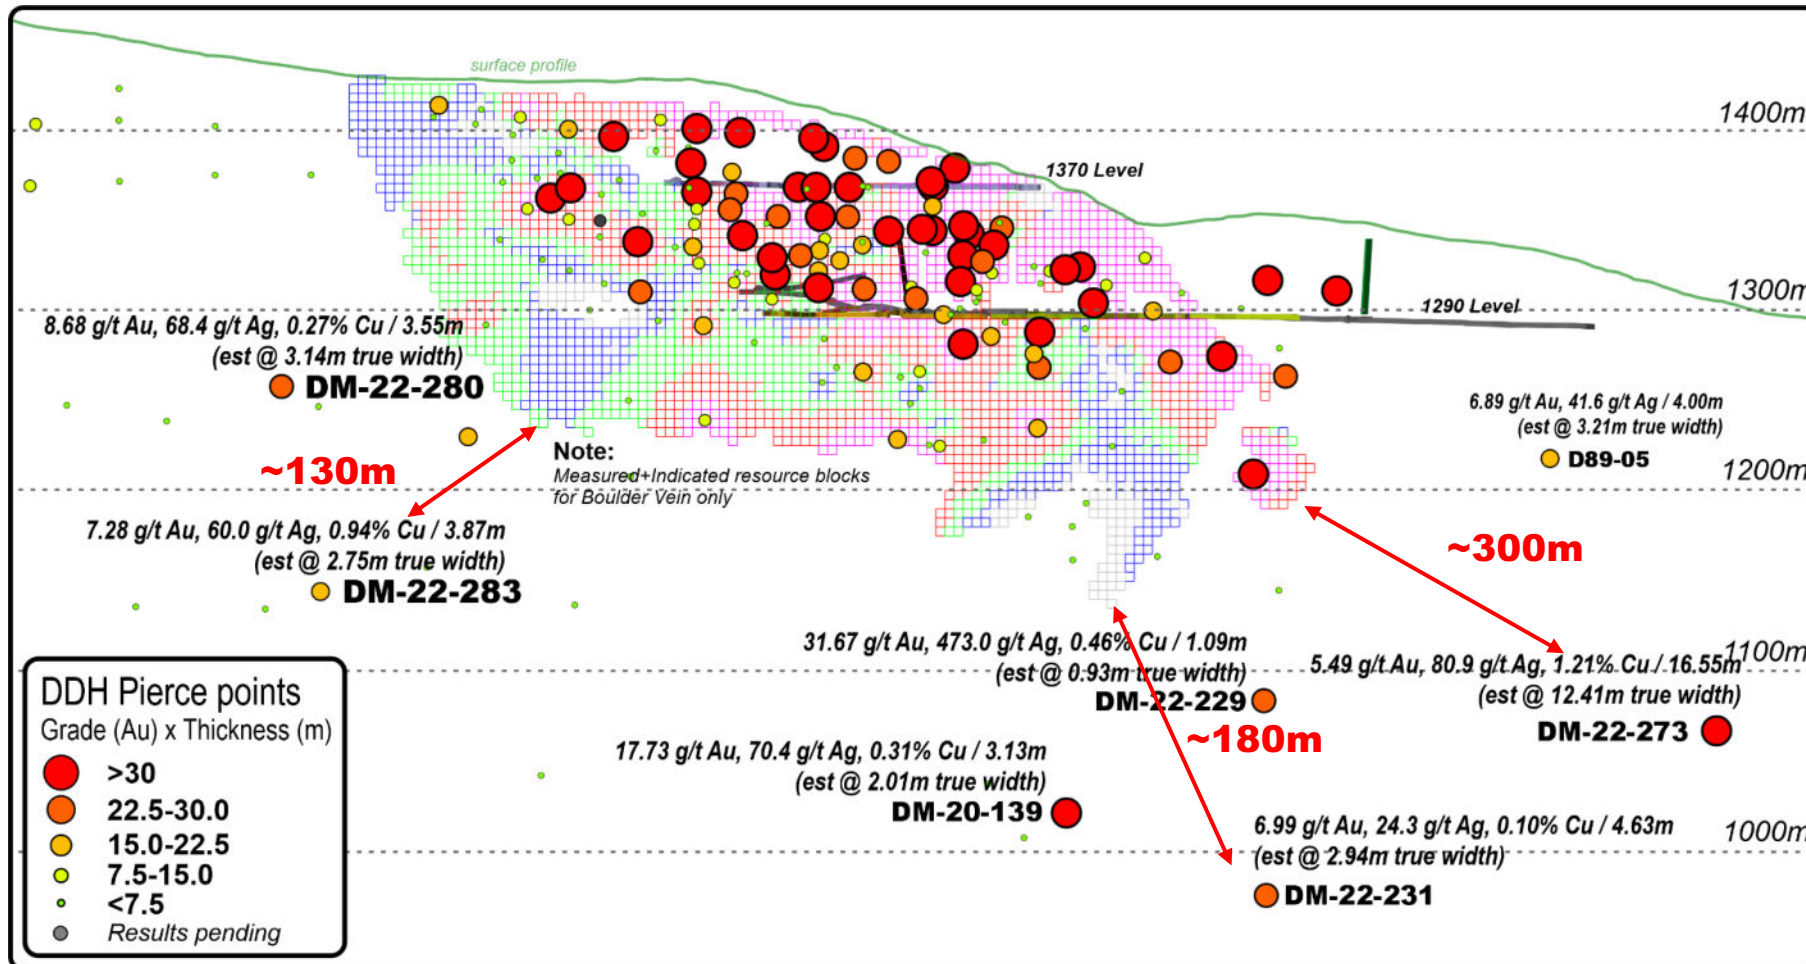 surface profile
1400m
1370 Level
1300m
1290 Level
8.68 g/t Au, 68.4 g/t Ag, 0.27% Cu / 3.55m
(est @ 3.14m true width)
DM-22-280
6.89 g/t Au, 41.6 g/t Ag / 4.00m
(est @ 3.21m true width)
D89-05
~130m
Note:
Measured+Indicated resource blocks
for Boulder Vein only
1200m
7.28 g/t Au, 60.0 g/t Ag, 0.94% Cu / 3.87m
(est @ 2.75m true width)
DM-22-283
~300m
31.67 g/t Au, 473.0 g/t Ag, 0.46% Cu / 1.09m
(est @ 0.93m true width)
DM-22-229
1100m
5.49 g/t Au, 80.9 g/t Ag, 1.21% Cu / 16.55m
(est @ 12.41m true width)
DM-22-273
~180m
17.73 g/t Au, 70.4 g/t Ag, 0.31% Cu / 3.13m
(est @ 2.01m true width)
DM-20-139
1000m
6.99 g/t Au, 24.3 g/t Ag, 0.10% Cu / 4.63m
(est @ 2.94m true width)
DM-22-231
DDH Pierce points
Grade (Au) x Thickness (m)
>30
22.5-30.0
15.0-22.5
7.5-15.0
<7.5
Results pending